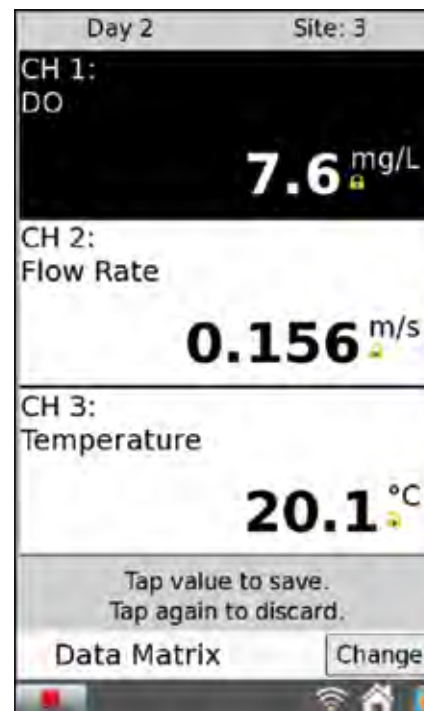 Day 2 Site: 3
CH 1:
DO
7.6 mg/L
CH 2:
Flow Rate
0.156 m/s
CH 3:
Temperature
20.1 °C
Tap value to save.
Tap again to discard.
Data Matrix Change